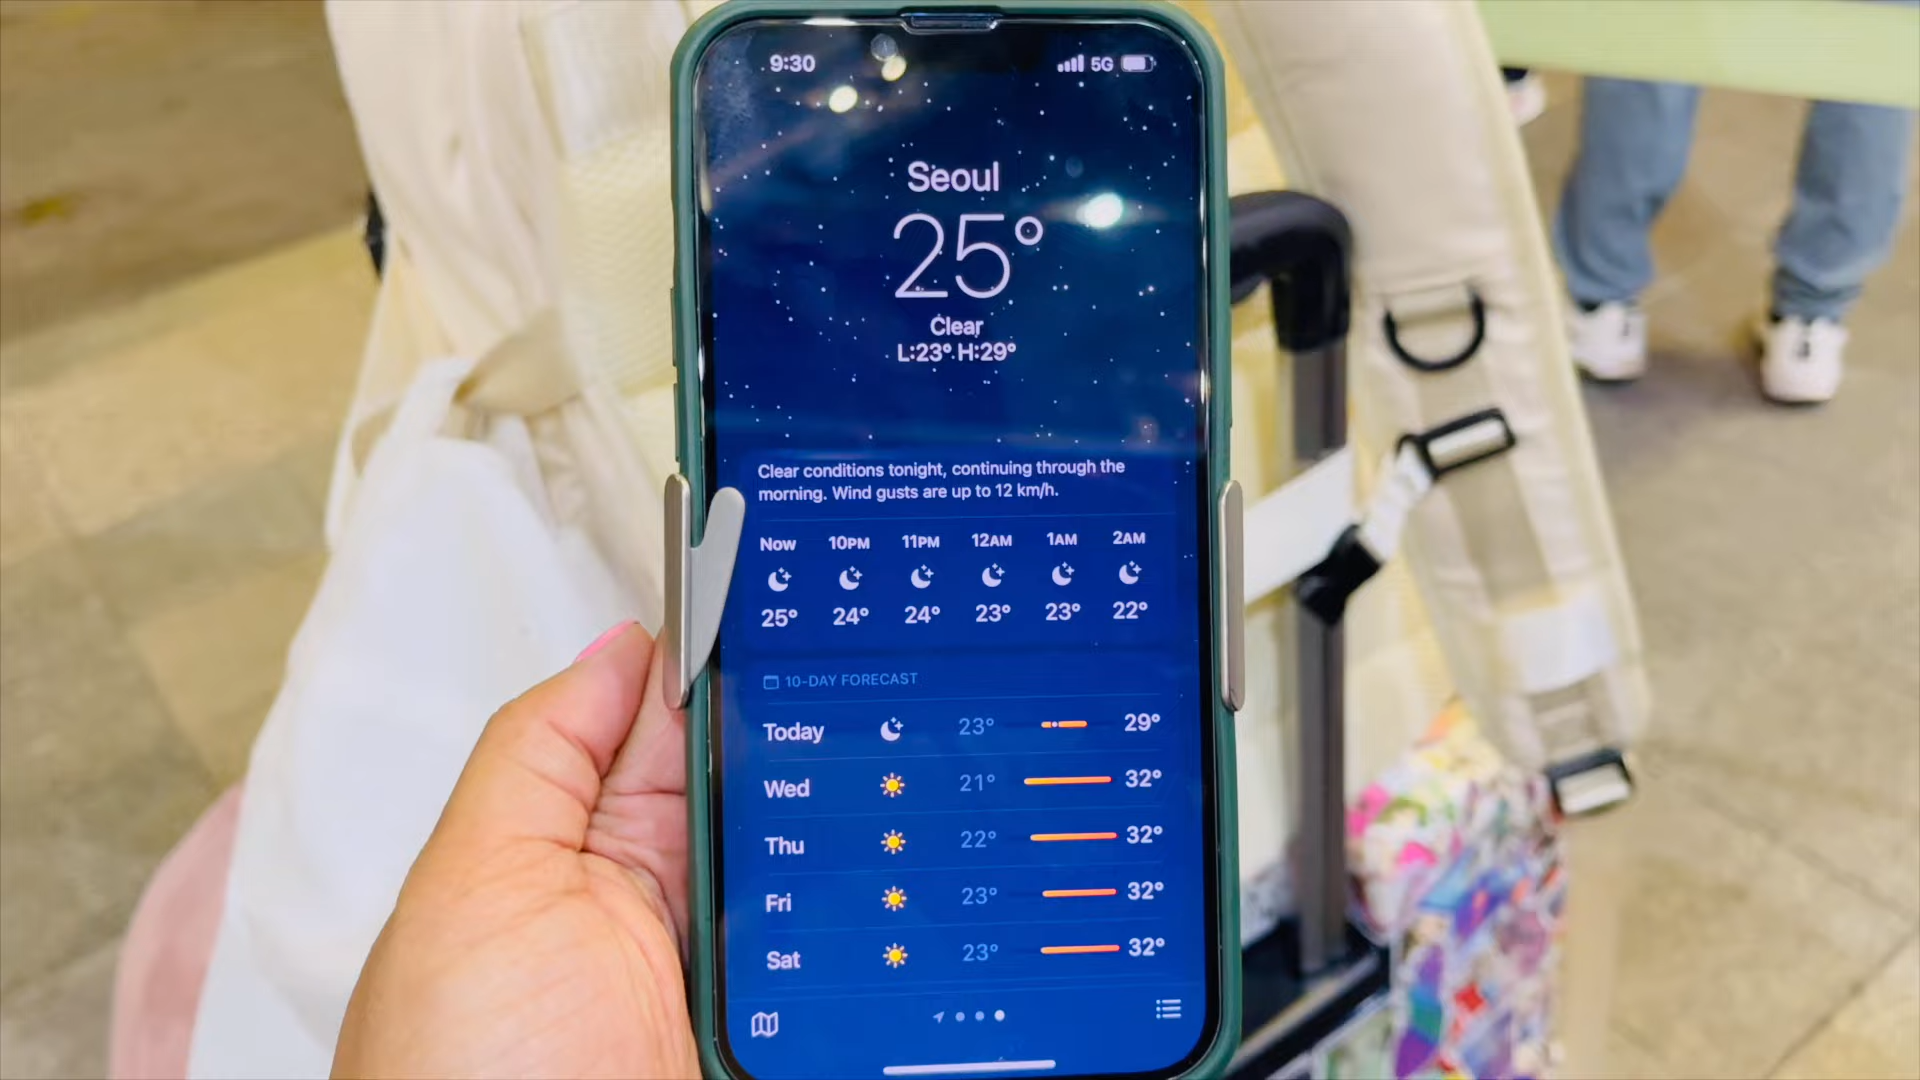 9:30 5G
Seoul
25°
Clear
L:23° H:29°
Clear conditions tonight, continuing through the
morning. Wind gusts are up to 12 km/h.
Now 10PM 11PM 12AM 1AM 2AM
25° 24° 24° 23° 23° 22°
10-DAY FORECAST
Today 23° 29°
Wed 21° 32°
Thu 22° 32°
Fri 23° 32°
Sat 23° 32°